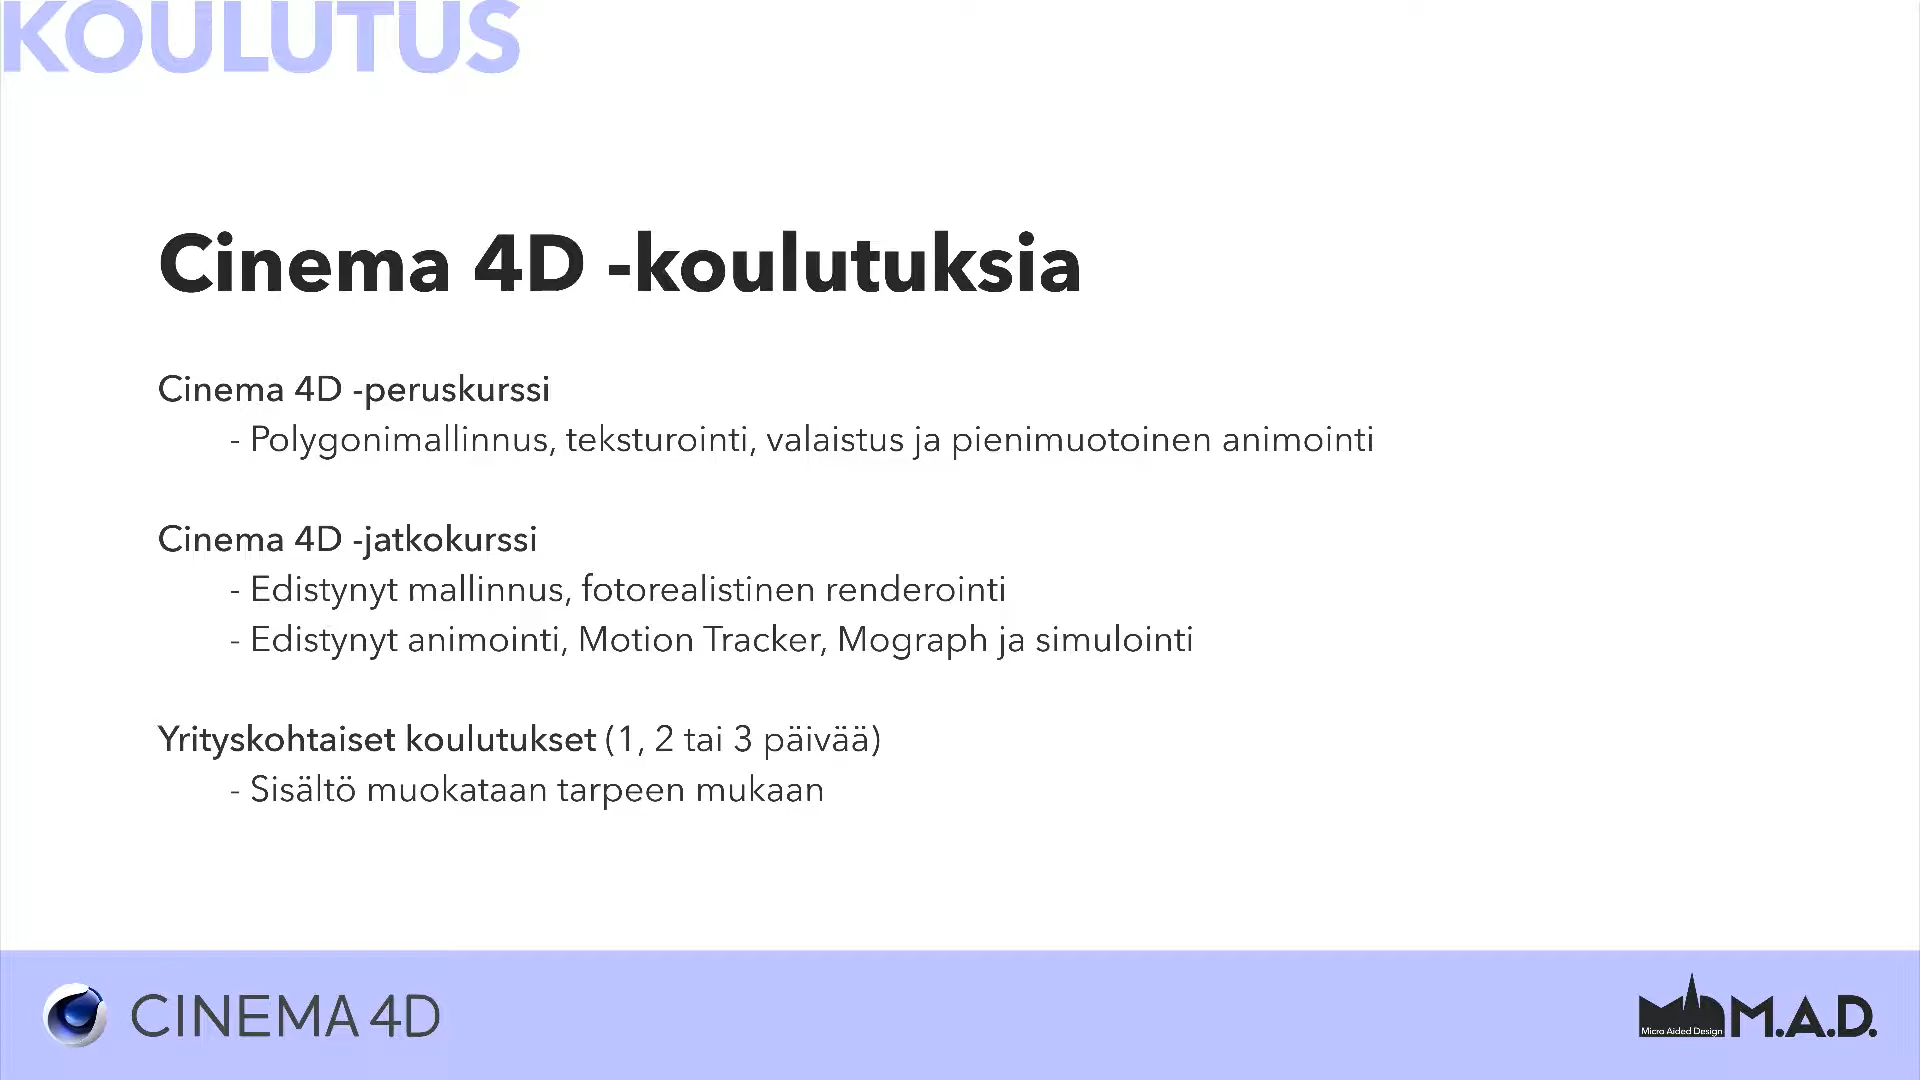 KOULUTUS
Cinema 4D -koulutuksia
Cinema 4D -peruskurssi
- Polygonimallinnus, teksturointi, valaistus ja pienimuotoinen animointi
Cinema 4D -jatkokurssi
- Edistynyt mallinnus, fotorealistinen renderointi
- Edistynyt animointi, Motion Tracker, Mograph ja simulointi
Yrityskohtaiset koulutukset (1, 2 tai 3 päivää)
- Sisältö muokataan tarpeen mukaan
CINEMA 4D
Micro Aided Design M.A.D.